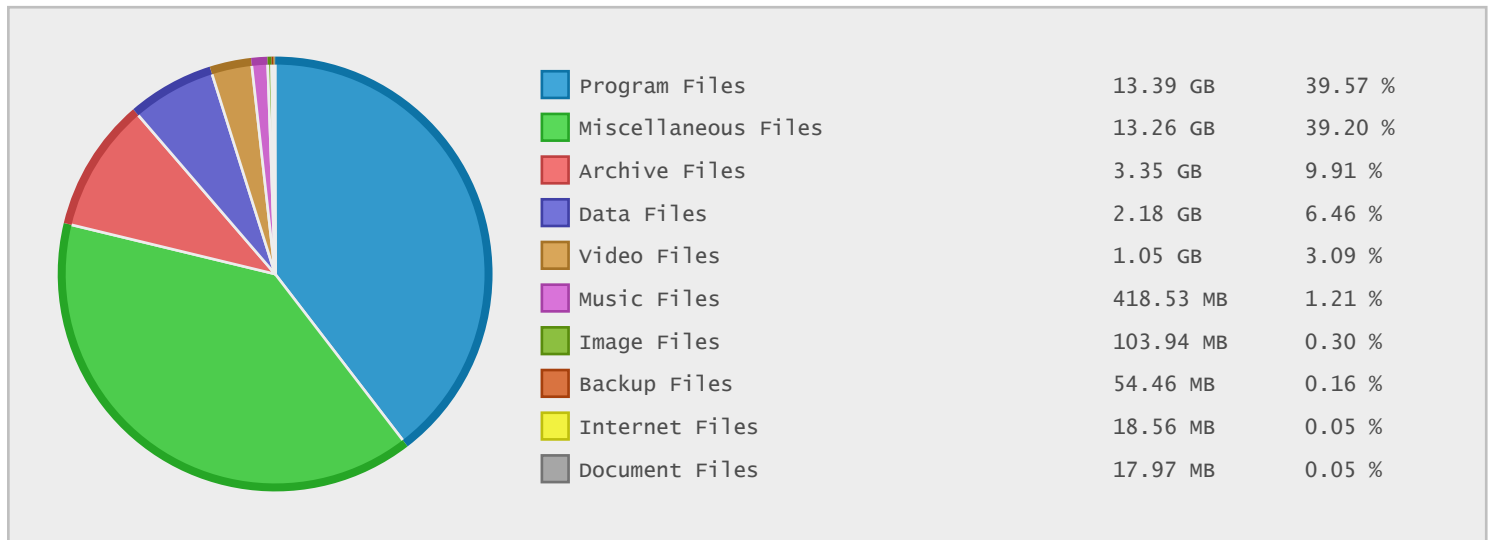 Program Files 13.39 GB 39.57 %
Miscellaneous Files 13.26 GB 39.20 %
Archive Files 3.35 GB 9.91 %
Data Files 2.18 GB 6.46 %
Video Files 1.05 GB 3.09 %
Music Files 418.53 MB 1.21 %
Image Files 103.94 MB 0.30 %
Backup Files 54.46 MB 0.16 %
Internet Files 18.56 MB 0.05 %
Document Files 17.97 MB 0.05 %